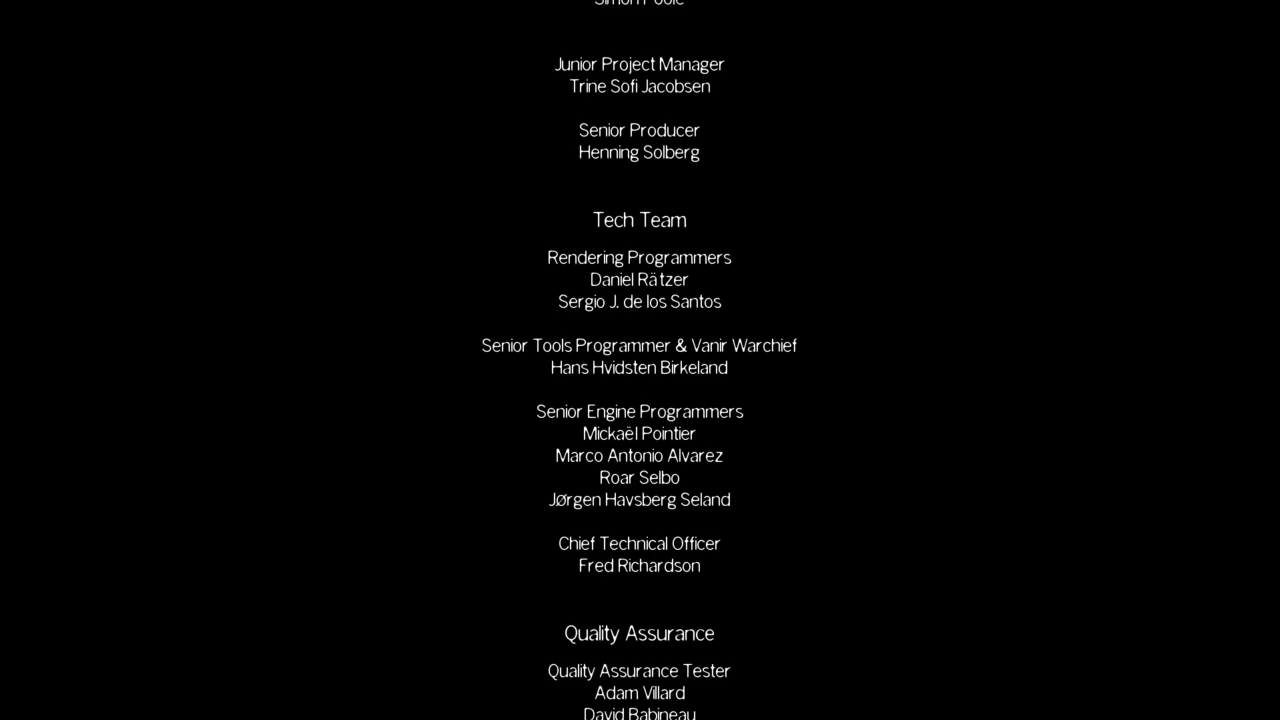 Simon Poole
Junior Project Manager
Trine Sofi Jacobsen
Senior Producer
Henning Solberg
Tech Team
Rendering Programmers
Daniel Rätzer
Sergio J. de los Santos
Senior Tools Programmer & Vanir Warchief
Hans Hvidsten Birkeland
Senior Engine Programmers
Mickaël Pointier
Marco Antonio Alvarez
Roar Selbo
Jørgen Havsberg Seland
Chief Technical Officer
Fred Richardson
Quality Assurance
Quality Assurance Tester
Adam Villard
David Babineau